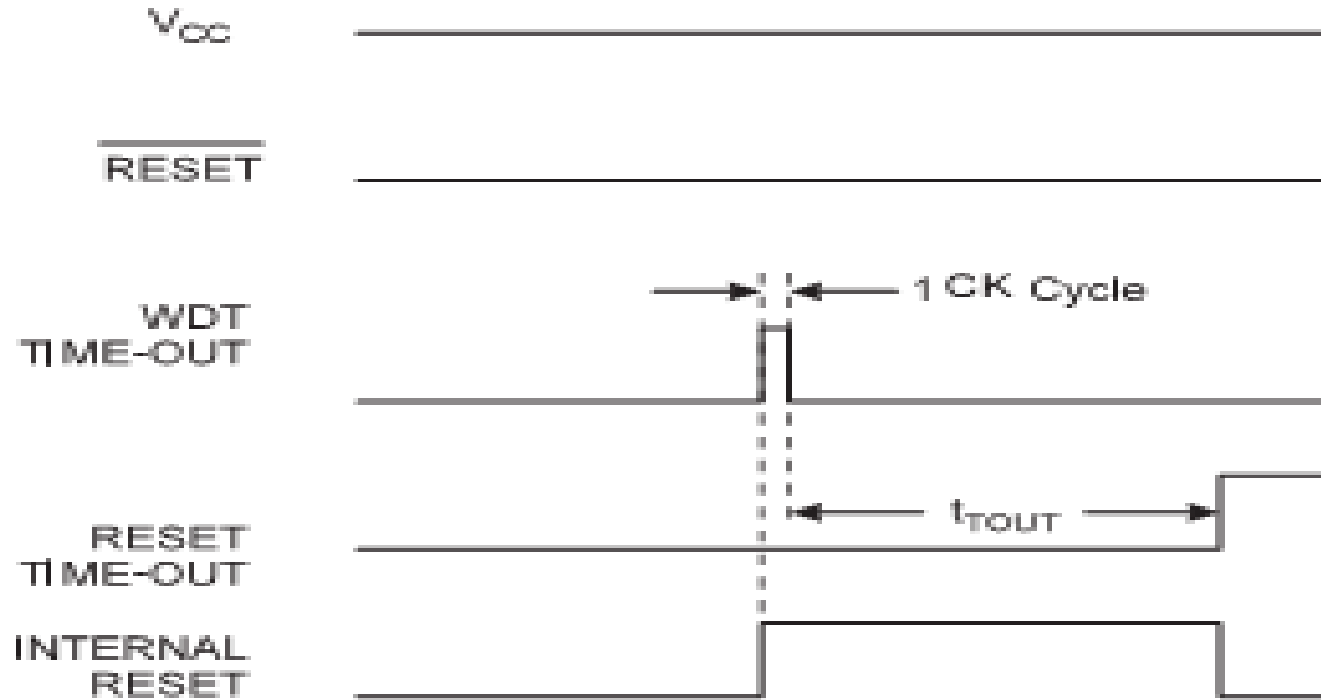 VCC
RESET
1 CK Cycle
WDT
TIME-OUT
tTOUT
RESET
TIME-OUT
INTERNAL
RESET